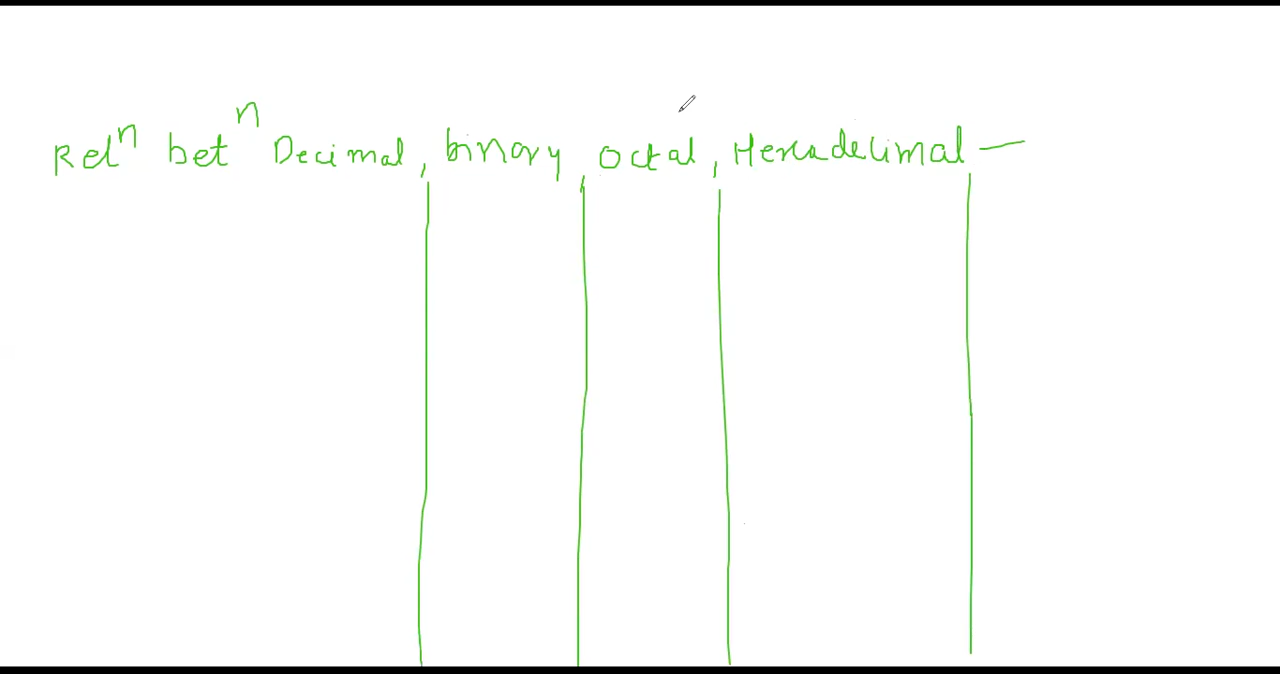 Relⁿ betⁿ Decimal, binary, octal, Hexadecimal —